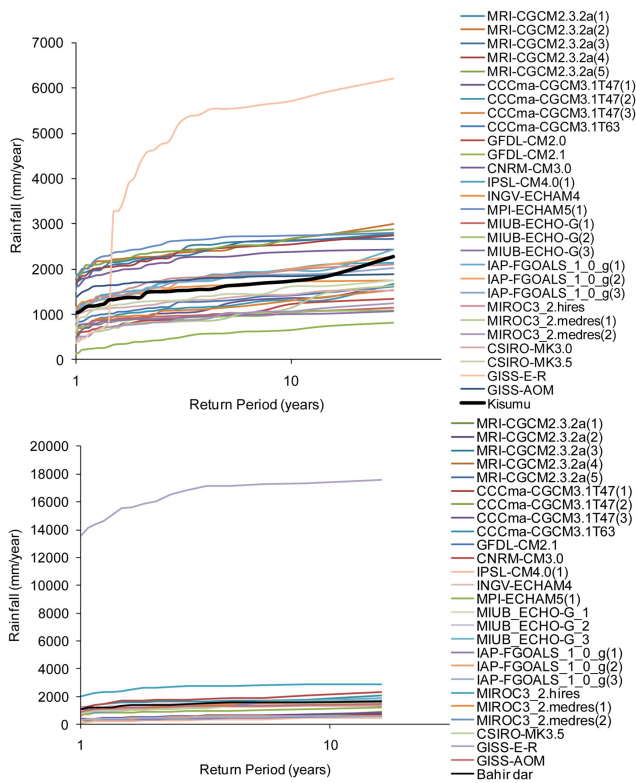 MRI-CGCM2.3.2a(1)
MRI-CGCM2.3.2a(2)
MRI-CGCM2.3.2a(3)
MRI-CGCM2.3.2a(4)
MRI-CGCM2.3.2a(5)
CCCma-CGCM3.1T47(1)
CCCma-CGCM3.1T47(2)
CCCma-CGCM3.1T47(3)
CCCma-CGCM3.1T63
GFDL-CM2.0
GFDL-CM2.1
CNRM-CM3.0
IPSL-CM4.0(1)
INGV-ECHAM4
MPI-ECHAM5(1)
MIUB-ECHO-G(1)
MIUB-ECHO-G(2)
MIUB-ECHO-G(3)
IAP-FGOALS_1_0_g(1)
IAP-FGOALS_1_0_g(2)
IAP-FGOALS_1_0_g(3)
MIROC3_2.hires
MIROC3_2.medres(1)
MIROC3_2.medres(2)
CSIRO-MK3.0
CSIRO-MK3.5
GISS-E-R
GISS-AOM
Kisumu
7000
6000
5000
4000
3000
2000
1000
0
Rainfall (mm/year)
1 10
Return Period (years)
MRI-CGCM2.3.2a(1)
MRI-CGCM2.3.2a(2)
MRI-CGCM2.3.2a(3)
MRI-CGCM2.3.2a(4)
MRI-CGCM2.3.2a(5)
CCCma-CGCM3.1T47(1)
CCCma-CGCM3.1T47(2)
CCCma-CGCM3.1T47(3)
CCCma-CGCM3.1T63
GFDL-CM2.1
CNRM-CM3.0
IPSL-CM4.0(1)
INGV-ECHAM4
MPI-ECHAM5(1)
MIUB_ECHO-G_1
MIUB_ECHO-G_2
MIUB_ECHO-G_3
IAP-FGOALS_1_0_g(1)
IAP-FGOALS_1_0_g(2)
IAP-FGOALS_1_0_g(3)
MIROC3_2.hires
MIROC3_2.medres(1)
MIROC3_2.medres(2)
CSIRO-MK3.5
GISS-E-R
GISS-AOM
Bahir dar
20000
18000
16000
14000
12000
10000
8000
6000
4000
2000
0
Rainfall (mm/year)
1 10
Return Period (years)